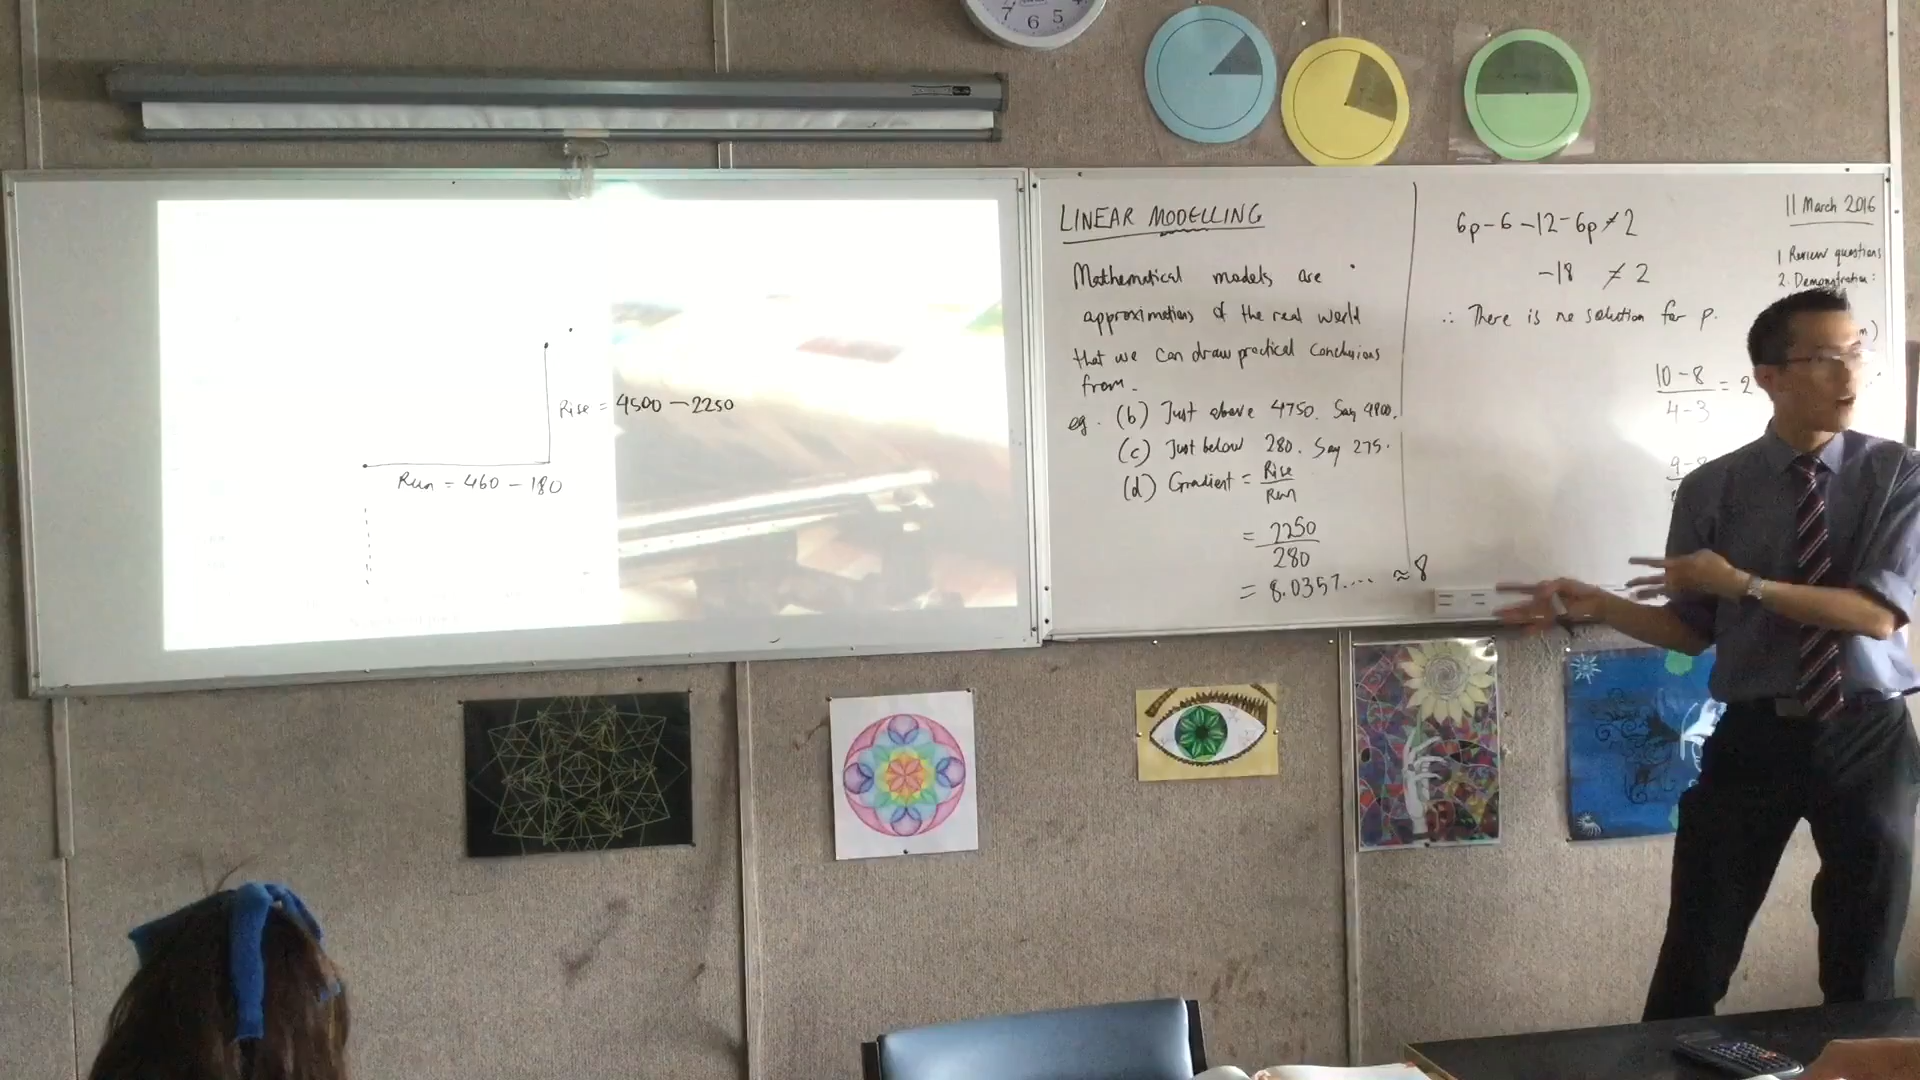 7 6 5
Rise = 4500 - 2250
Run = 460 - 180
LINEAR MODELLING
Mathematical models are
approximations of the real world
that we can draw practical conclusions
from.
eg. (b) Just above 4750. Say 4800.
(c) Just below 280. Say 275.
(d) Gradient = Rise
Run
= 2250
280
= 8.0357.... ≈ 8
6p - 6 - 12 - 6p ≠ 2
-18 ≠ 2
∴ There is no solution for p.
10 - 8
4 - 3
= 2
11 March 2016
1 Review questions
2. Demonstration: